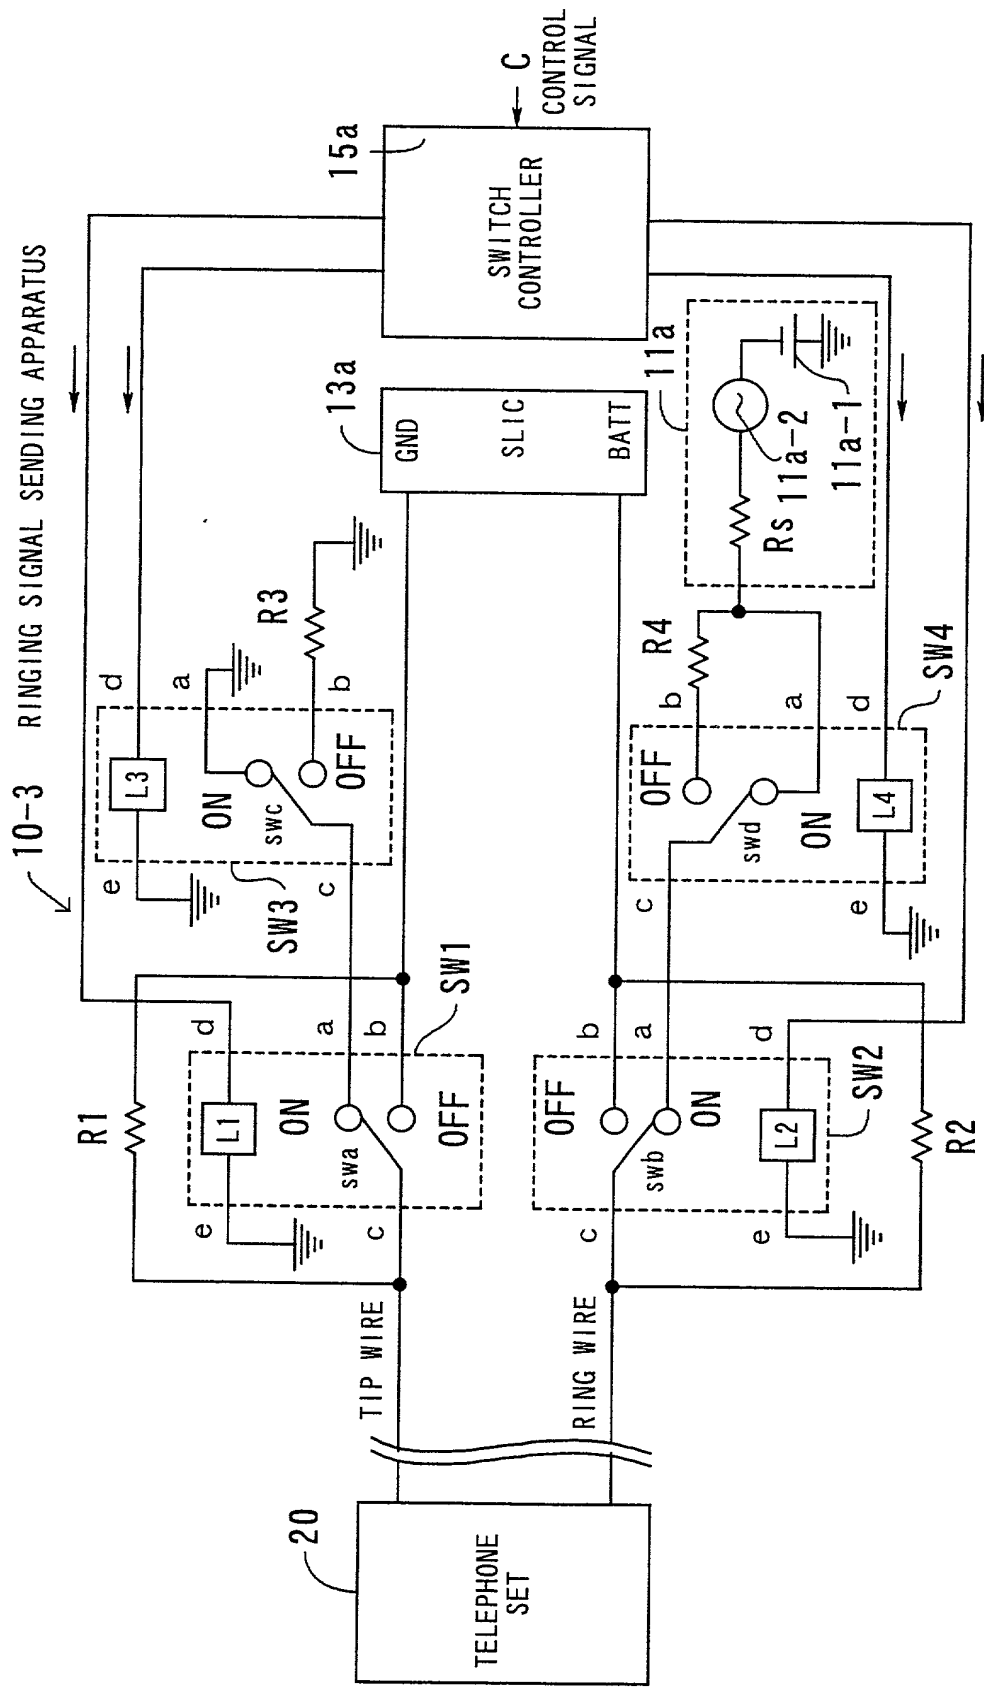 10-3 RINGING SIGNAL SENDING APPARATUS
e
L3
d
SW3
ON
swc
OFF
a
b
c
R3
13a
GND
SLIC
BATT
15a
SWITCH
CONTROLLER
C
CONTROL
SIGNAL
R1
e
L1
d
ON
swa
OFF
a
b
c
SW1
20
TELEPHONE
SET
TIP WIRE
RING WIRE
OFF
swb
ON
b
a
c
e
L2
d
SW2
R2
OFF
swd
ON
b
a
c
R4
e
L4
d
SW4
11a
Rs
11a-2
11a-1